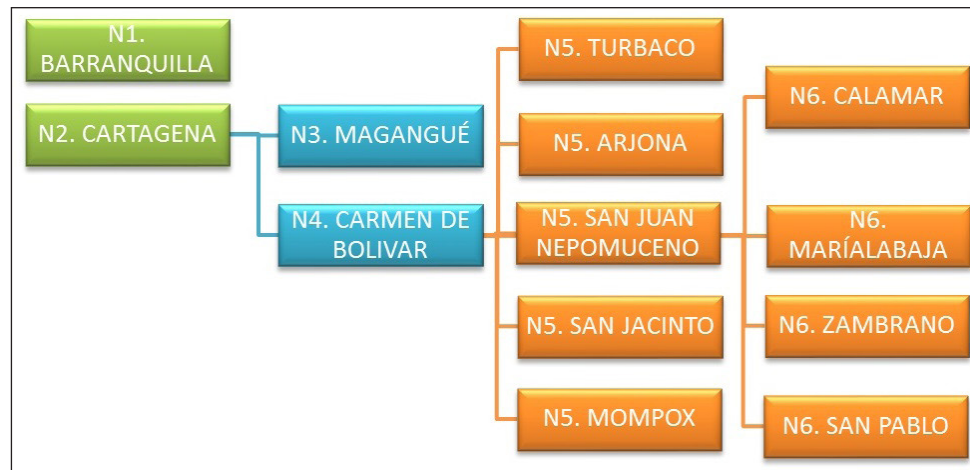 N1.
BARRANQUILLA
N2. CARTAGENA
N3. MAGANGUÉ
N4. CARMEN DE
BOLIVAR
N5. TURBACO
N5. ARJONA
N5. SAN JUAN
NEPOMUCENO
N5. SAN JACINTO
N5. MOMPOX
N6. CALAMAR
N6.
MARÍALABAJA
N6. ZAMBRANO
N6. SAN PABLO